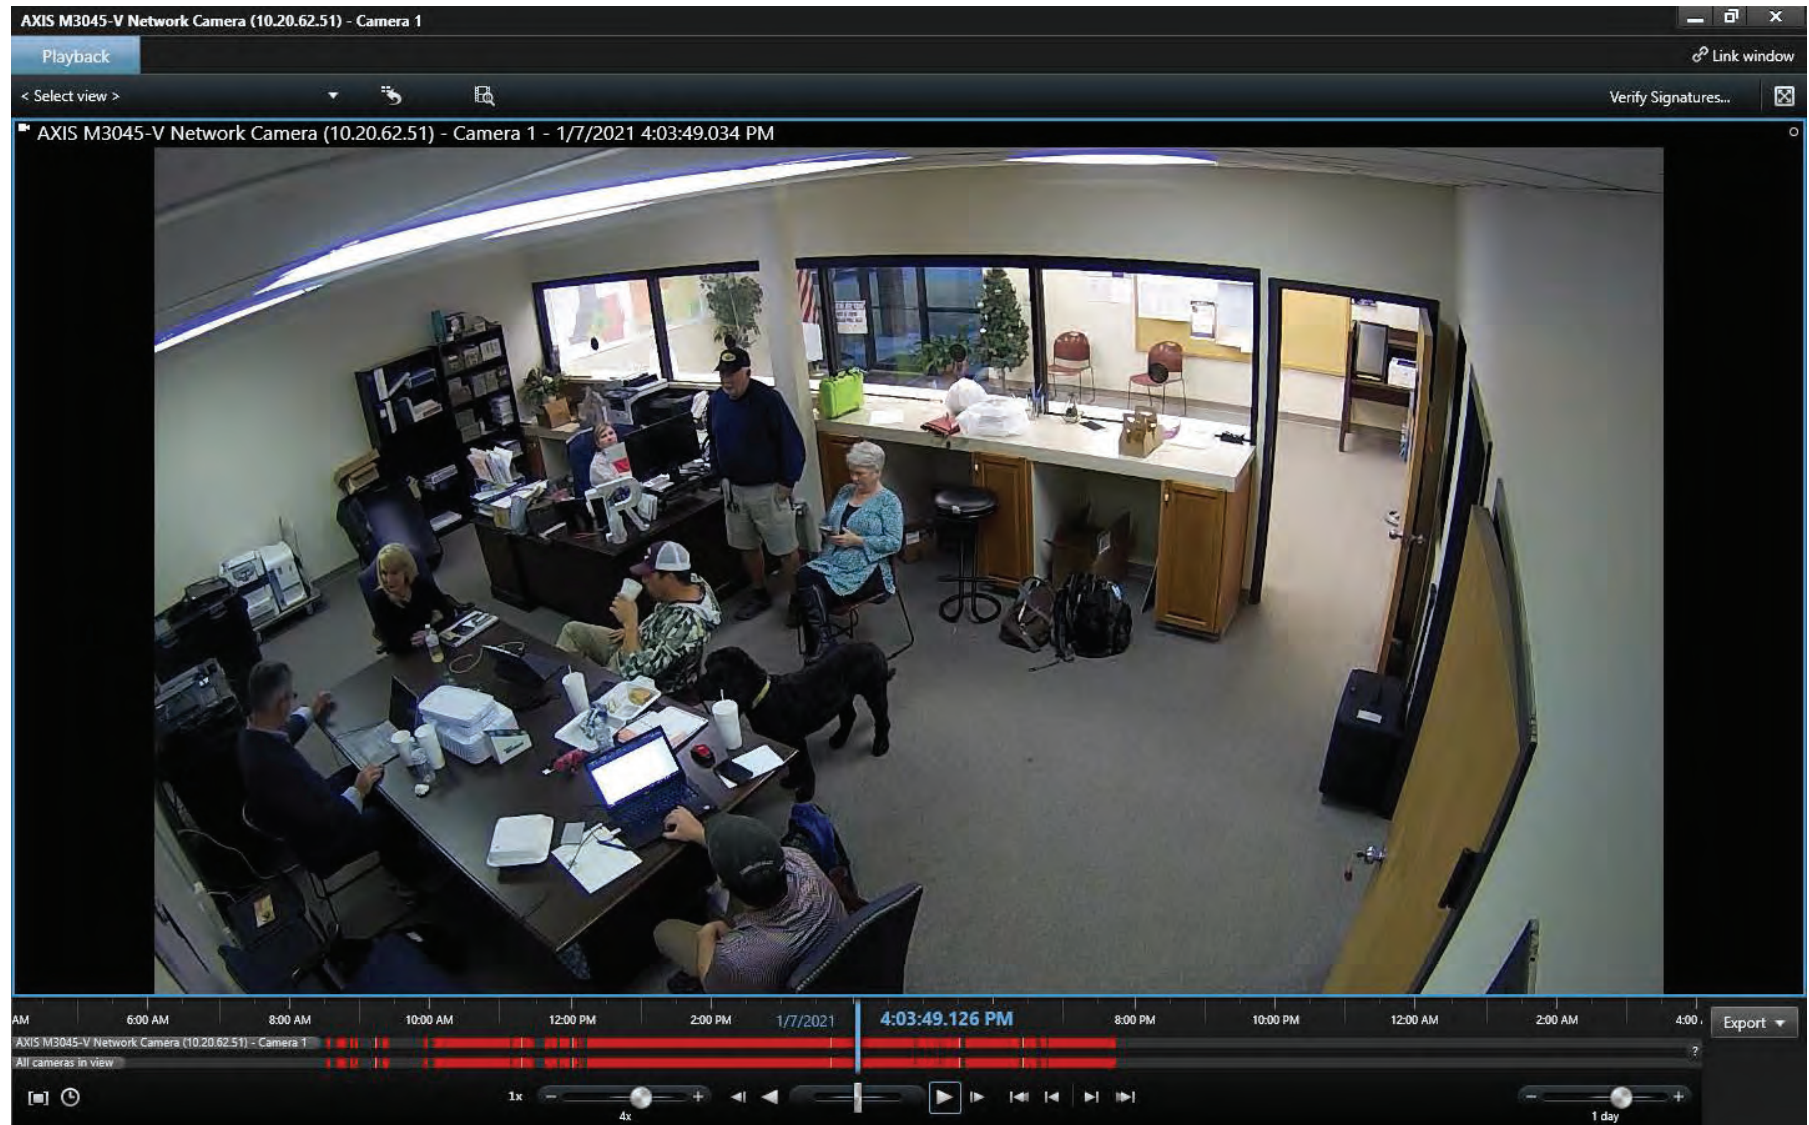 AXIS M3045-V Network Camera (10.20.62.51) - Camera 1
Playback
Link window
< Select view >
Verify Signatures...
AXIS M3045-V Network Camera (10.20.62.51) - Camera 1 - 1/7/2021 4:03:49.034 PM
R
AM 6:00 AM 8:00 AM 10:00 AM 12:00 PM 2:00 PM 1/7/2021 4:03:49.126 PM 8:00 PM 10:00 PM 12:00 AM 2:00 AM 4:00
Export
AXIS M3045-V Network Camera (10.20.62.51) - Camera 1
All cameras in view
?
1x
4x
1 day